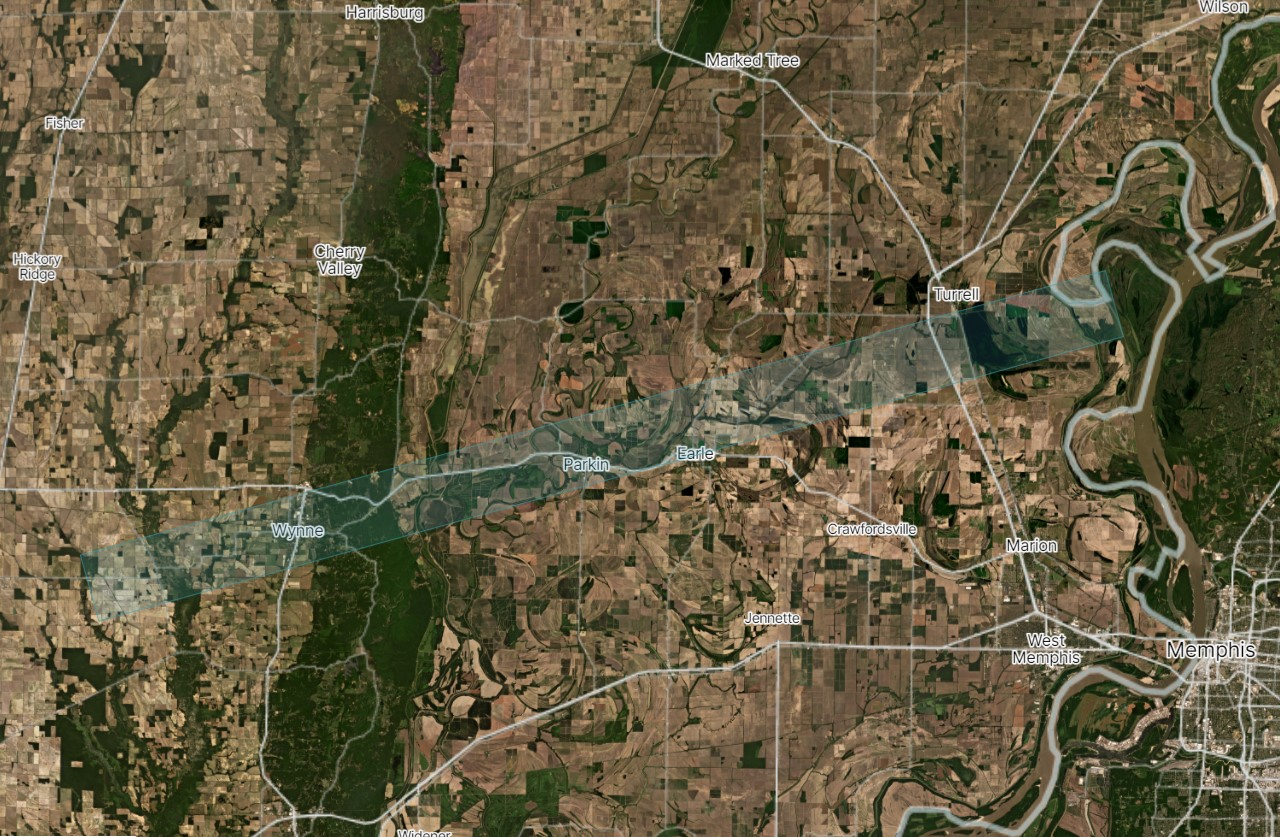 Harrisburg
Wilson
Marked Tree
Fisher
Cherry
Valley
Hickory
Ridge
Turrell
Earle
Parkin
Wynne
Crawfordsville
Marion
Jennette
West
Memphis
Memphis
Widener